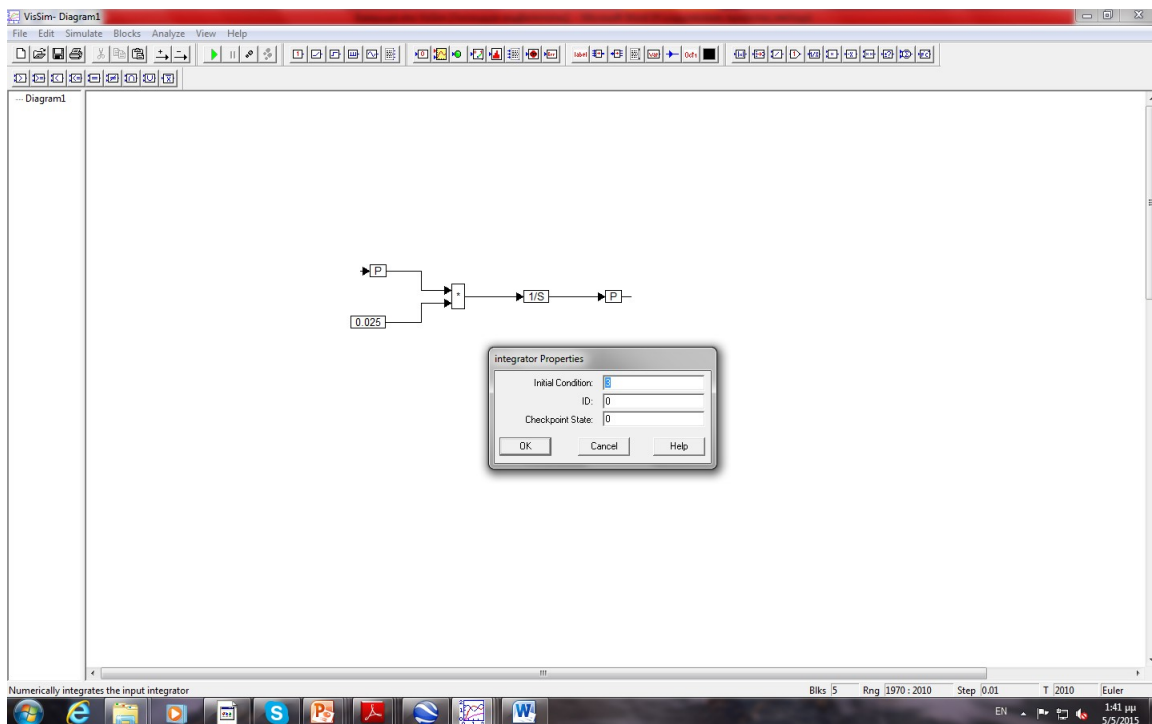 VisSim- Diagram1
File Edit Simulate Blocks Analyze View Help
Diagram1
P
*
1/S
P
0.025
integrator Properties
Initial Condition: 3
ID: 0
Checkpoint State: 0
OK Cancel Help
Numerically integrates the input integrator Blks 5 Rng 1970 : 2010 Step 0.01 T 2010 Euler
EN 1:41 μμ
5/5/2015